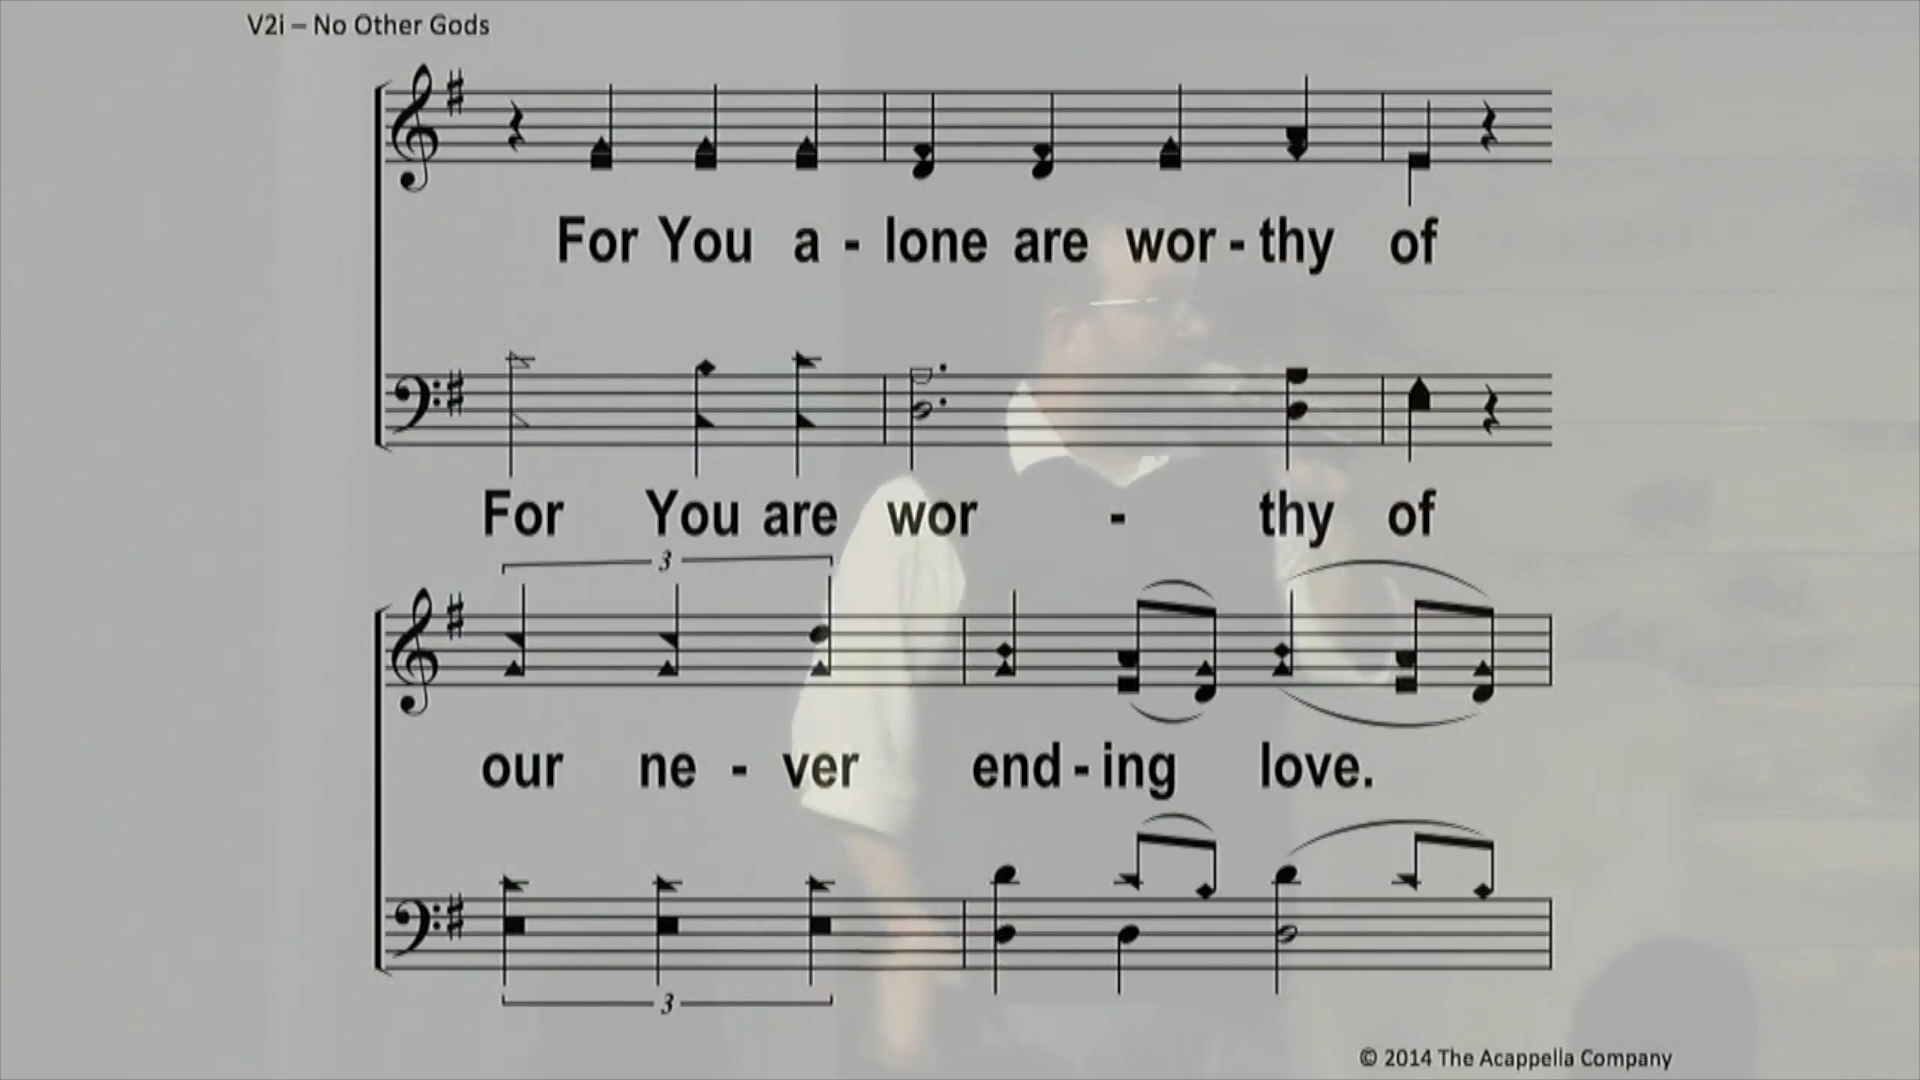 V2i – No Other Gods
For You a - lone are wor - thy of
For You are wor - thy of
3
our ne - ver end - ing love.
3
© 2014 The Acappella Company